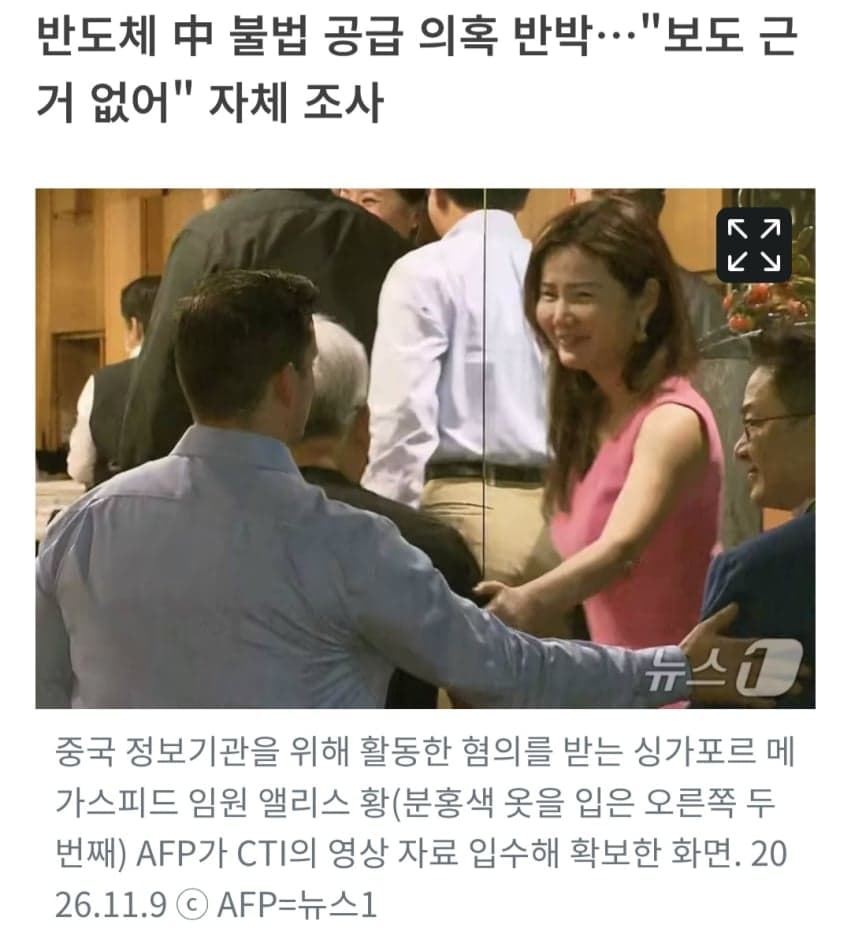 반도체 中 불법 공급 의혹 반박…"보도 근
거 없어" 자체 조사
뉴스1
중국 정보기관을 위해 활동한 혐의를 받는 싱가포르 메
가스피드 임원 앨리스 황(분홍색 옷을 입은 오른쪽 두
번째) AFP가 CTI의 영상 자료 입수해 확보한 화면. 20
26.11.9 ⓒ AFP=뉴스1